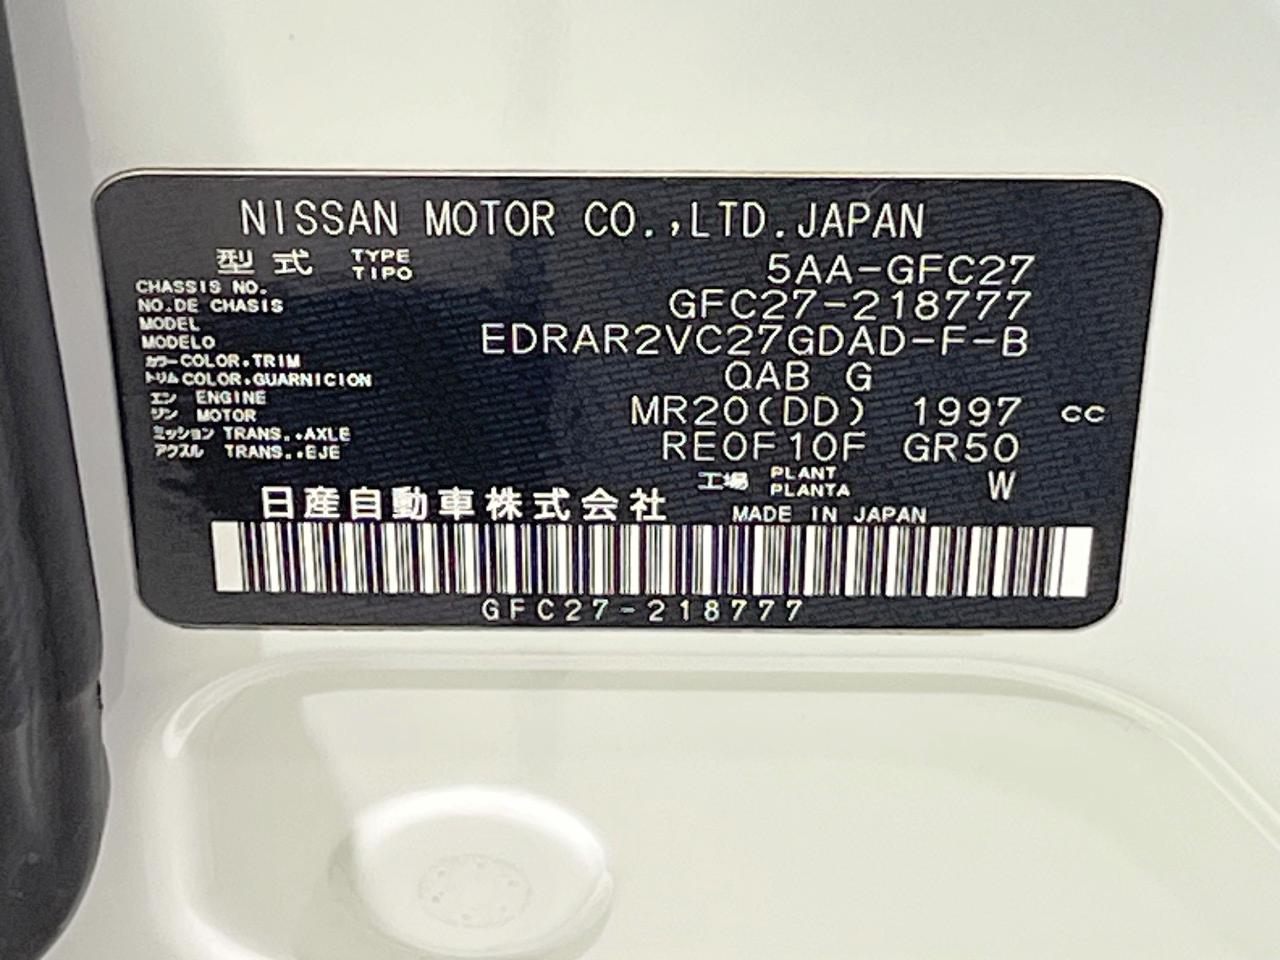 NISSAN MOTOR CO.,LTD.JAPAN
型式 TYPE TIPO 5AA-GFC27
CHASSIS NO.
NO.DE CHASIS GFC27-218777
MODEL
MODELO EDRAR2VC27GDAD-F-B
カラー COLOR.TRIM
トリム COLOR.GUARNICION QAB G
エン ENGINE
ジン MOTOR MR20(DD) 1997 cc
ミッション TRANS..AXLE
アクスル TRANS..EJE RE0F10F GR50
工場 PLANT PLANTA W
日産自動車株式会社 MADE IN JAPAN
GFC27-218777